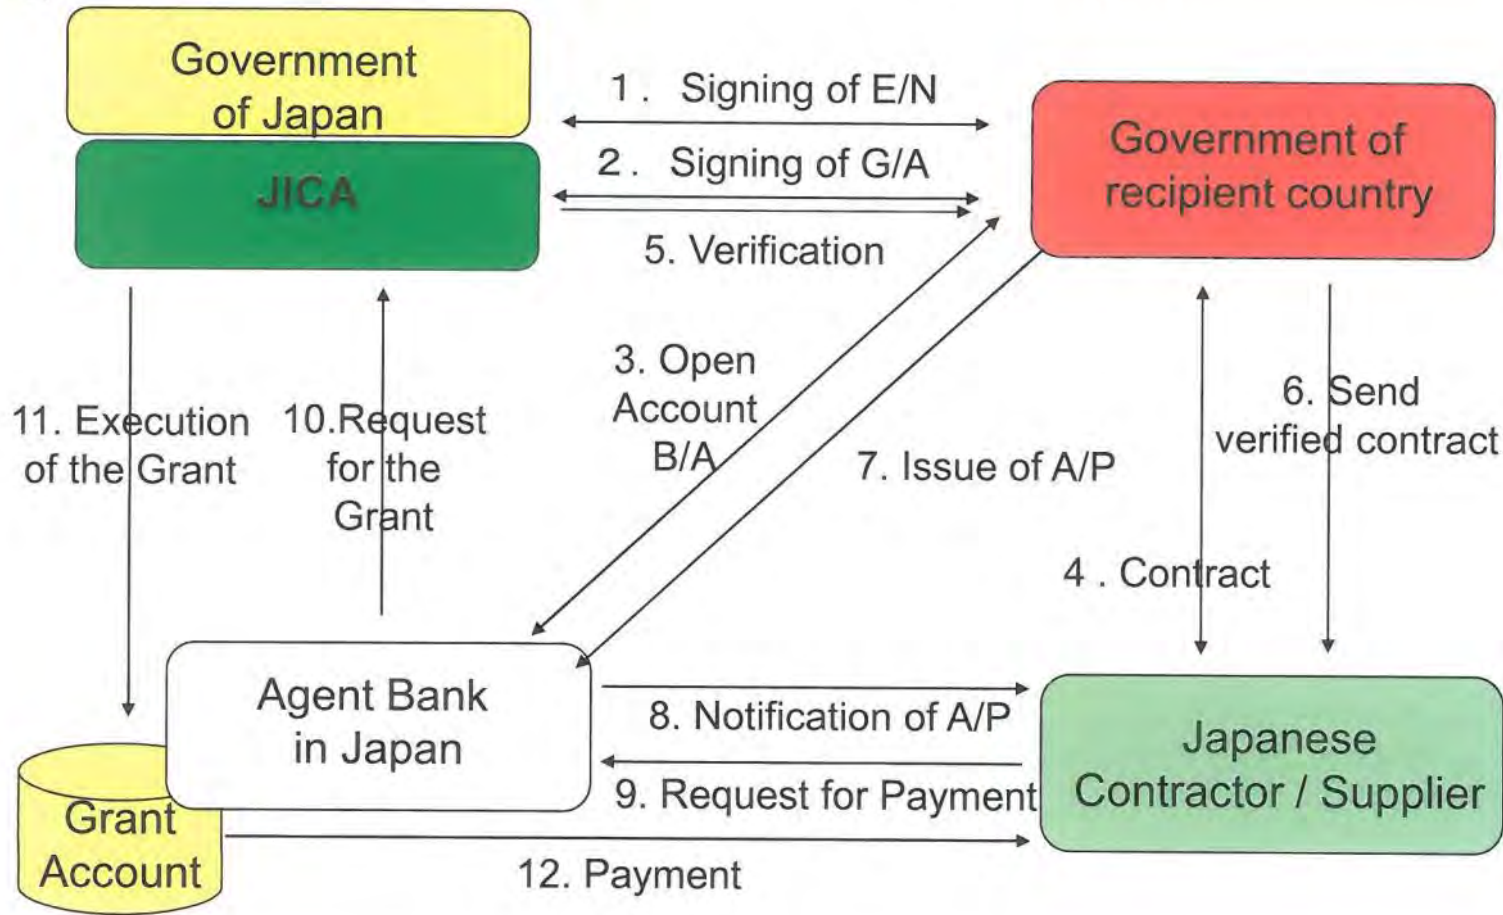 Government
of Japan
JICA
1. Signing of E/N
2. Signing of G/A
5. Verification
Government of
recipient country
3. Open
Account
B/A
7. Issue of A/P
6. Send
verified contract
4 . Contract
11. Execution
of the Grant
10.Request
for the
Grant
Agent Bank
in Japan
8. Notification of A/P
9. Request for Payment
Japanese
Contractor / Supplier
Grant
Account
12. Payment